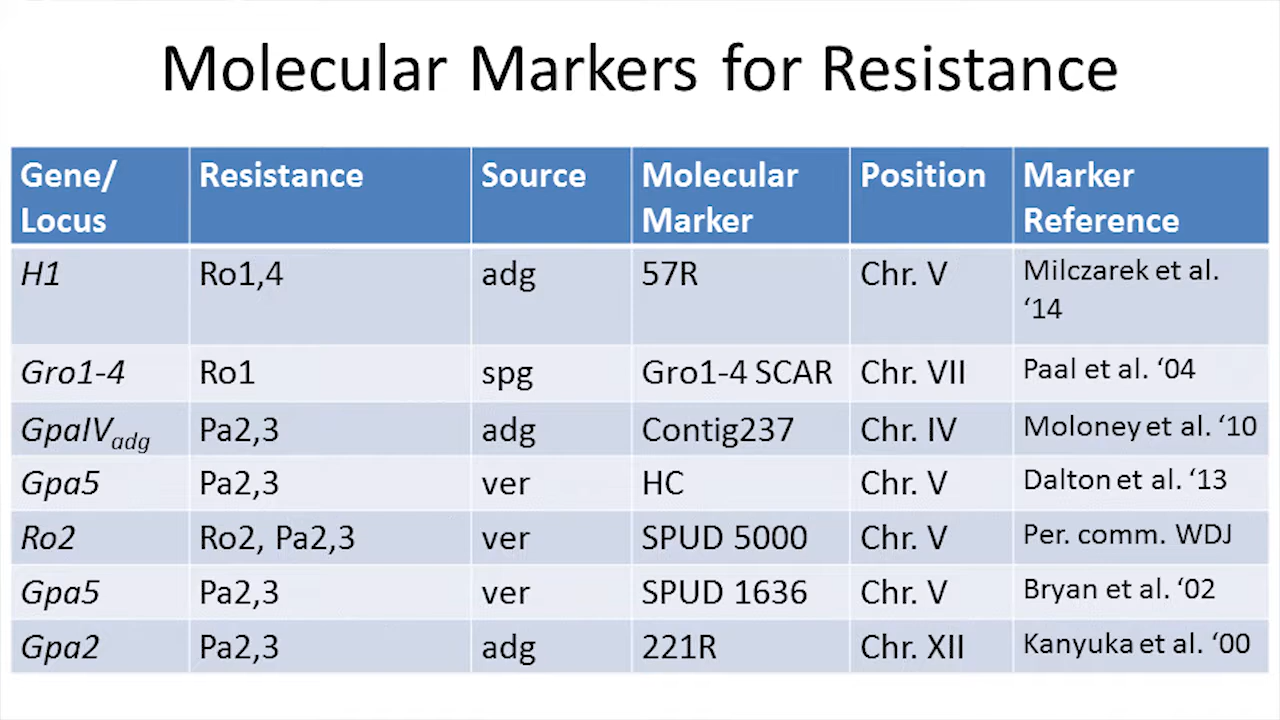 Molecular Markers for Resistance
Gene/ Resistance Source Molecular Position Marker
Locus Marker Reference
H1 Ro1,4 adg 57R Chr. V Milczarek et al.
‘14
Gro1-4 Ro1 spg Gro1-4 SCAR Chr. VII Paal et al. ‘04
GpaIVadg Pa2,3 adg Contig237 Chr. IV Moloney et al. ‘10
Gpa5 Pa2,3 ver HC Chr. V Dalton et al. ‘13
Ro2 Ro2, Pa2,3 ver SPUD 5000 Chr. V Per. comm. WDJ
Gpa5 Pa2,3 ver SPUD 1636 Chr. V Bryan et al. ‘02
Gpa2 Pa2,3 adg 221R Chr. XII Kanyuka et al. ‘00